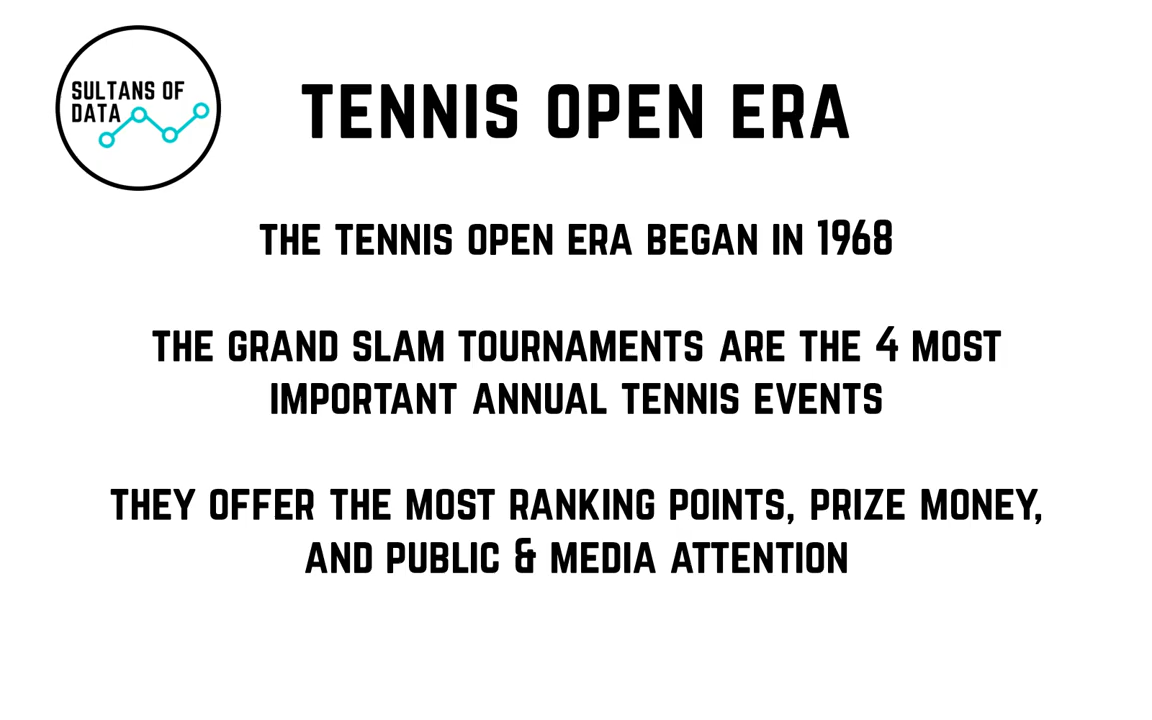 SULTANS OF
DATA
TENNIS OPEN ERA
THE TENNIS OPEN ERA BEGAN IN 1968
THE GRAND SLAM TOURNAMENTS ARE THE 4 MOST
IMPORTANT ANNUAL TENNIS EVENTS
THEY OFFER THE MOST RANKING POINTS, PRIZE MONEY,
AND PUBLIC & MEDIA ATTENTION